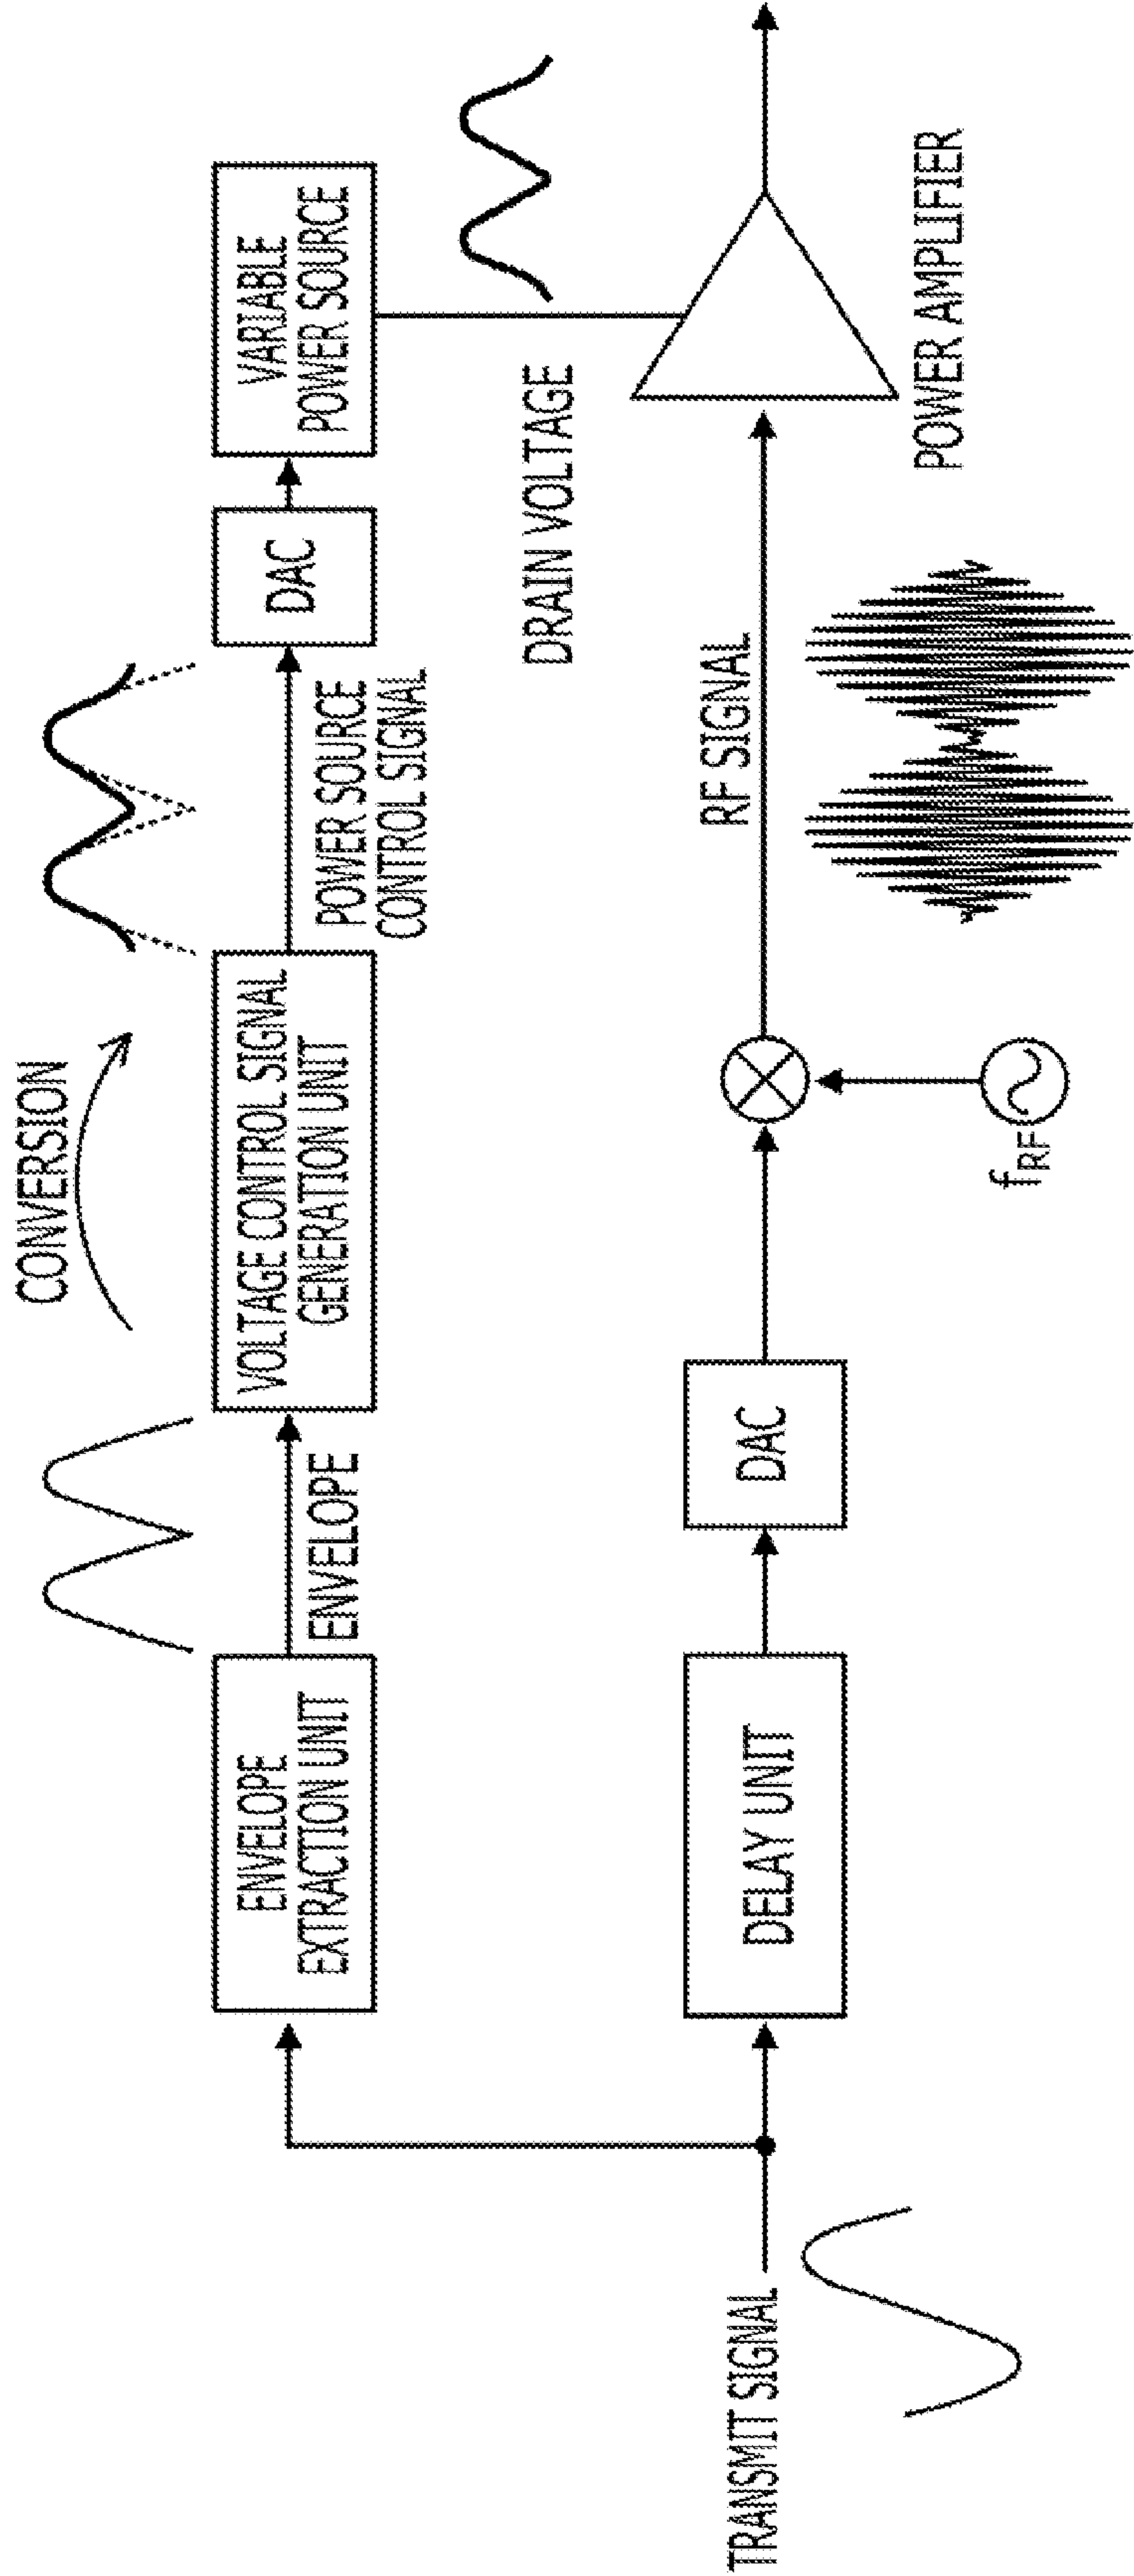 CONVERSION
ENVELOPE
EXTRACTION UNIT
ENVELOPE
VOLTAGE CONTROL SIGNAL
GENERATION UNIT
POWER SOURCE
CONTROL SIGNAL
DAC
VARIABLE
POWER SOURCE
DRAIN VOLTAGE
TRANSMIT SIGNAL
DELAY UNIT
DAC
fRF
RF SIGNAL
POWER AMPLIFIER